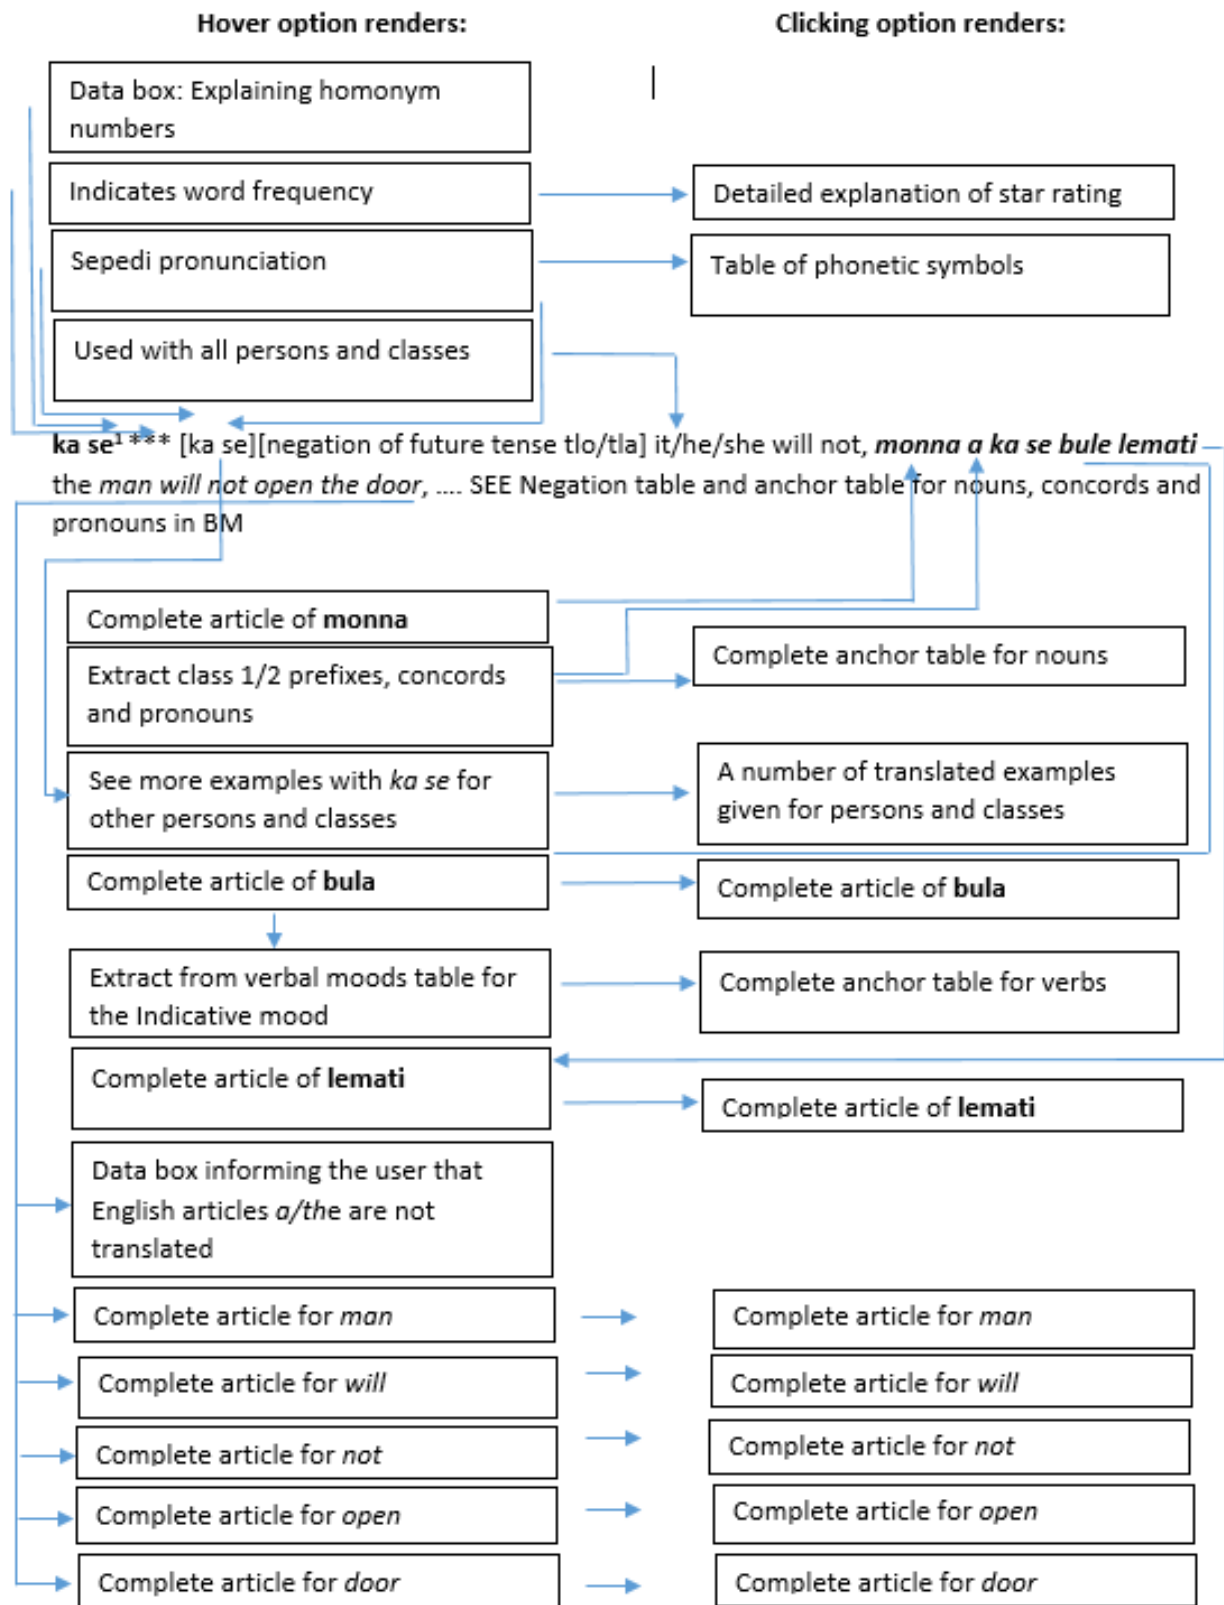 Hover option renders:
Clicking option renders:
Data box: Explaining homonym
numbers
Indicates word frequency
Detailed explanation of star rating
Sepedi pronunciation
Table of phonetic symbols
Used with all persons and classes
ka se¹ *** [ka se][negation of future tense tlo/tla] it/he/she will not, monna a ka se bule lemati
the man will not open the door, .... SEE Negation table and anchor table for nouns, concords and
pronouns in BM
Complete article of monna
Extract class 1/2 prefixes, concords
and pronouns
Complete anchor table for nouns
See more examples with ka se for
other persons and classes
A number of translated examples
given for persons and classes
Complete article of bula
Complete article of bula
Extract from verbal moods table for
the Indicative mood
Complete anchor table for verbs
Complete article of lemati
Complete article of lemati
Data box informing the user that
English articles a/the are not
translated
Complete article for man
Complete article for man
Complete article for will
Complete article for will
Complete article for not
Complete article for not
Complete article for open
Complete article for open
Complete article for door
Complete article for door